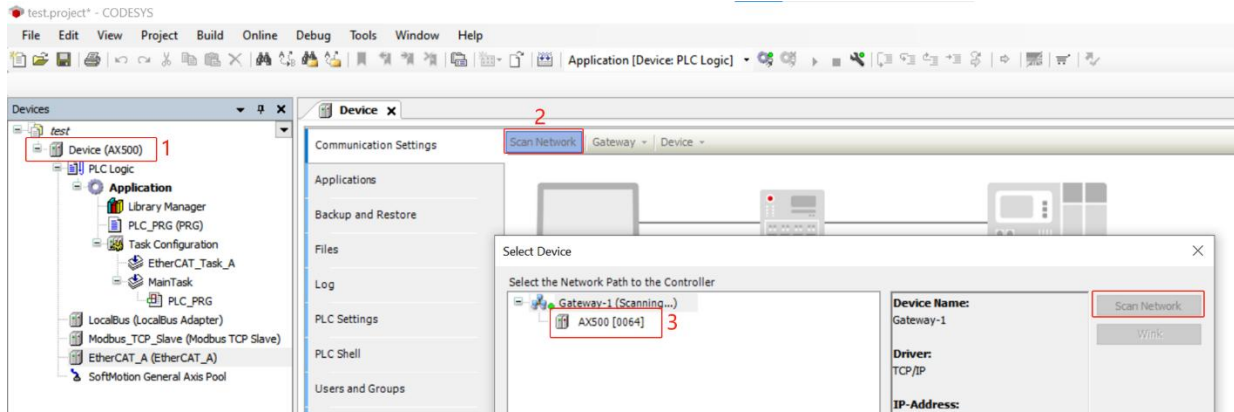 test.project* - CODESYS
File Edit View Project Build Online Debug Tools Window Help
Application [Device: PLC Logic]
Devices
test
Device (AX500) 1
PLC Logic
Application
Library Manager
PLC_PRG (PRG)
Task Configuration
EtherCAT_Task_A
MainTask
PLC_PRG
LocalBus (LocalBus Adapter)
Modbus_TCP_Slave (Modbus TCP Slave)
EtherCAT_A (EtherCAT_A)
SoftMotion General Axis Pool
Device
2
Communication Settings
Applications
Backup and Restore
Files
Log
PLC Settings
PLC Shell
Users and Groups
Scan Network Gateway Device
Select Device
Select the Network Path to the Controller
Gateway-1 (Scanning...)
AX500 [0064] 3
Device Name:
Gateway-1
Driver:
TCP/IP
IP-Address:
Scan Network
Wink